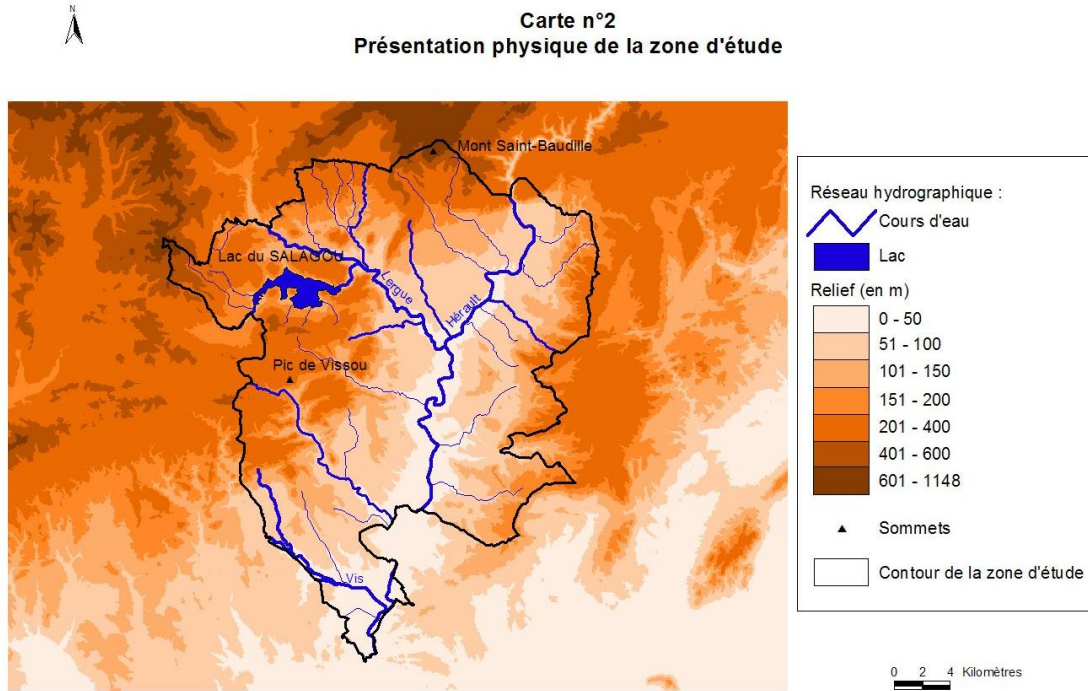 N
Carte n°2
Présentation physique de la zone d'étude
Mont Saint-Baudille
Lac du SALAGOU
Lergue
Hérault
Pic de Vissou
Vis
Réseau hydrographique :
Cours d'eau
Lac
Relief (en m)
0 - 50
51 - 100
101 - 150
151 - 200
201 - 400
401 - 600
601 - 1148
Sommets
Contour de la zone d'étude
0 2 4 Kilomètres